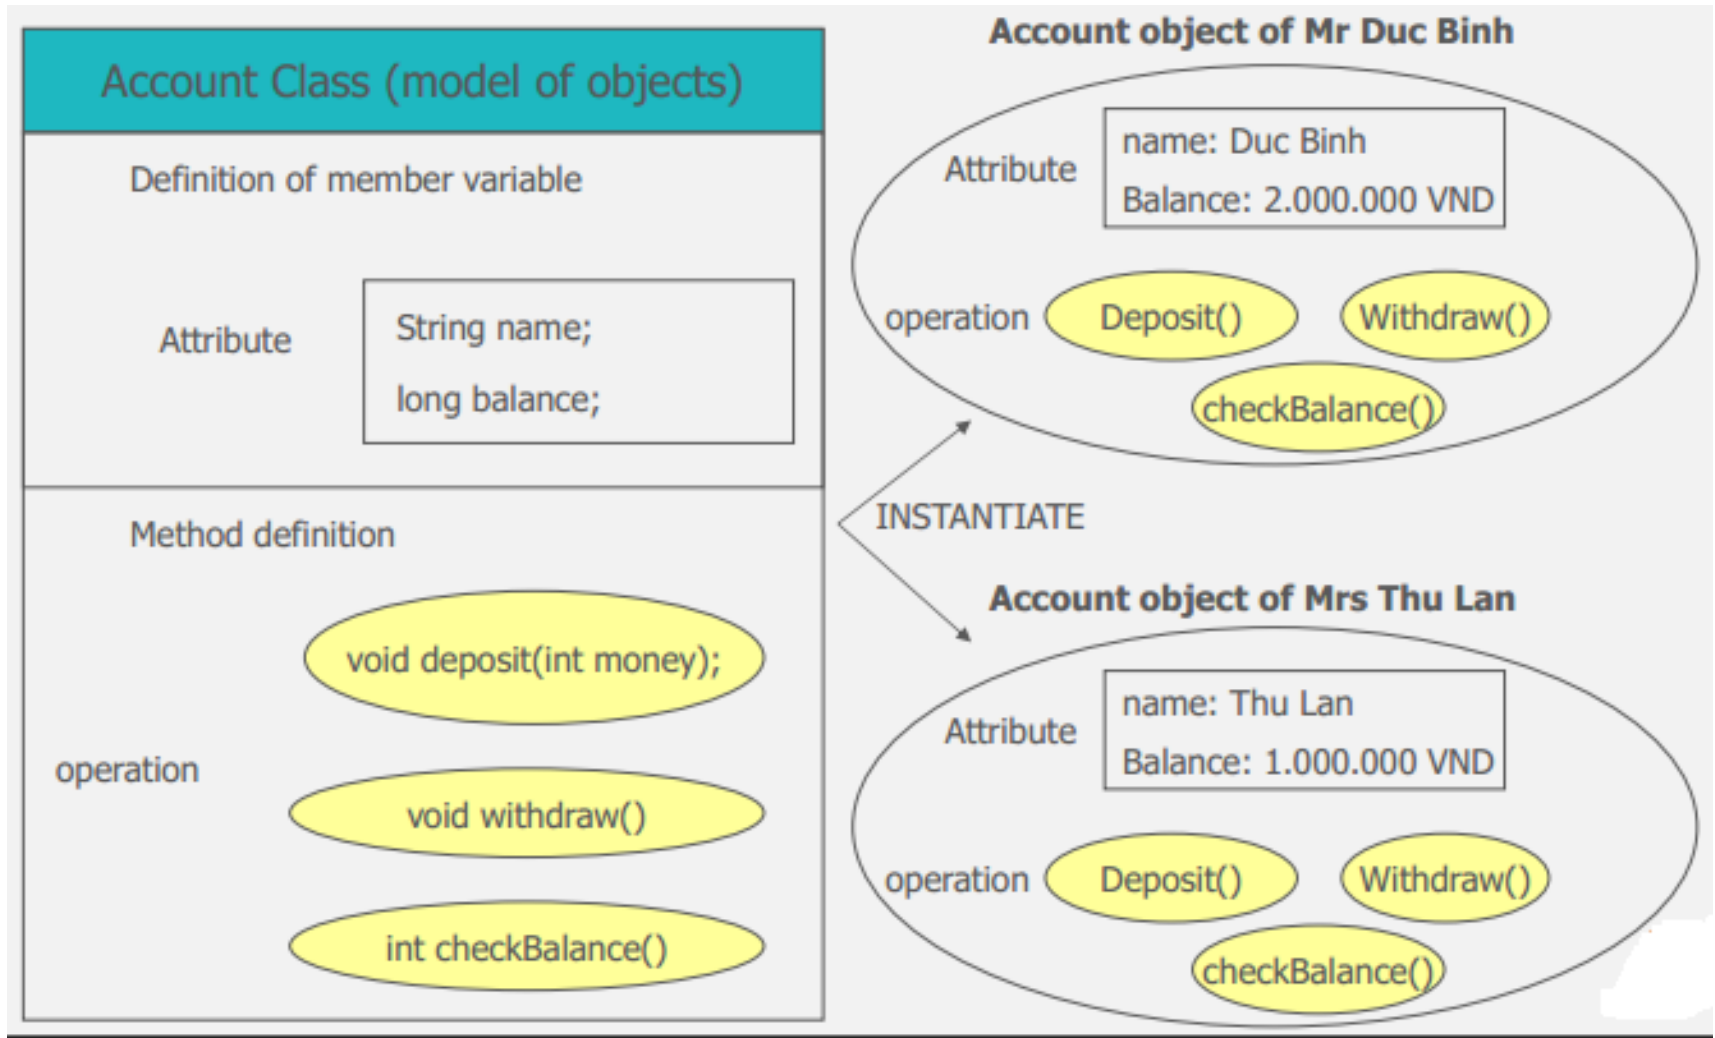 Account Class (model of objects)
Definition of member variable
Attribute
String name;
long balance;
Method definition
operation
void deposit(int money);
void withdraw()
int checkBalance()
INSTANTIATE
Account object of Mr Duc Binh
Attribute
name: Duc Binh
Balance: 2.000.000 VND
operation
Deposit()
Withdraw()
checkBalance()
Account object of Mrs Thu Lan
Attribute
name: Thu Lan
Balance: 1.000.000 VND
operation
Deposit()
Withdraw()
checkBalance()